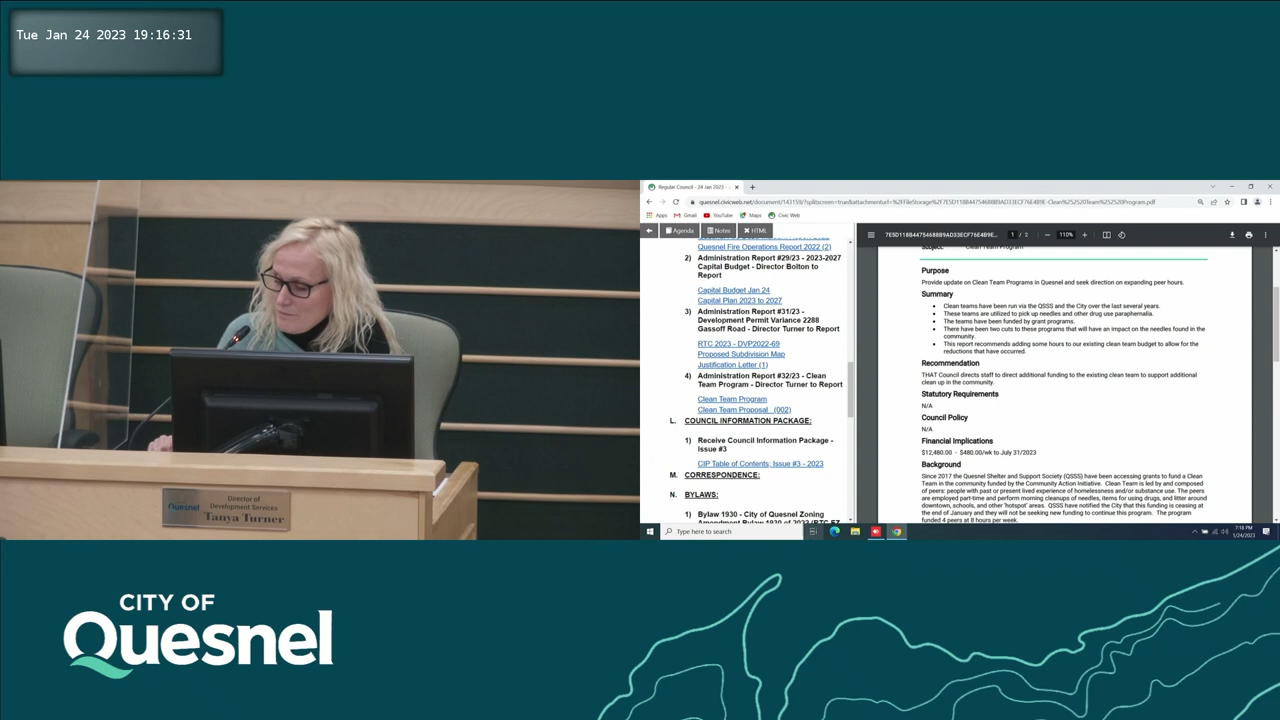 Tue Jan 24 2023 19:16:31
Regular Council - 24 Jan 2023 -
Apps Gmail YouTube Maps Civic Web
Agenda Notes HTML
Quesnel Fire Operations Report 2022 (2)
2) Administration Report #29/23 - 2023-2027
Capital Budget - Director Bolton to
Report
Capital Budget Jan 24
Capital Plan 2023 to 2027
3) Administration Report #31/23 -
Development Permit Variance 2288
Gassoff Road - Director Turner to Report
RTC 2023 - DVP2022-69
Proposed Subdivision Map
Justification Letter (1)
4) Administration Report #32/23 - Clean
Team Program - Director Turner to Report
Clean Team Program
Clean Team Proposal_ (002)
L. COUNCIL INFORMATION PACKAGE:
1) Receive Council Information Package -
Issue #3
CIP Table of Contents; Issue #3 - 2023
M. CORRESPONDENCE:
N. BYLAWS:
1) Bylaw 1930 - City of Quesnel Zoning
1 / 2 110%
Clean Team Program
Purpose
Provide update on Clean Team Programs in Quesnel and seek direction on expanding peer hours.
Summary
• Clean teams have been run via the QSSS and the City over the last several years.
• These teams are utilized to pick up needles and other drug use paraphernalia.
• The teams have been funded by grant programs.
• There have been two cuts to these programs that will have an impact on the needles found in the
community.
• This report recommends adding some hours to our existing clean team budget to allow for the
reductions that have occurred.
Recommendation
THAT Council directs staff to direct additional funding to the existing clean team to support additional
clean up in the community.
Statutory Requirements
N/A
Council Policy
N/A
Financial Implications
$12,480.00 - $480.00/wk to July 31/2023
Background
Since 2017 the Quesnel Shelter and Support Society (QSSS) have been accessing grants to fund a Clean
Team in the community funded by the Community Action Initiative. Clean Team is led by and composed
of peers: people with past or present lived experience of homelessness and/or substance use. The peers
are employed part-time and perform morning cleanups of needles, items for using drugs, and litter around
downtown, schools, and other 'hotspot' areas. QSSS have notified the City that this funding is ceasing at
the end of January and they will not be seeking new funding to continue this program. The program
funded 4 peers at 8 hours per week.
Type here to search
7:18 PM
1/24/2023
Director of
Development Services
Quesnel
Tanya Turner
CITY OF
Quesnel